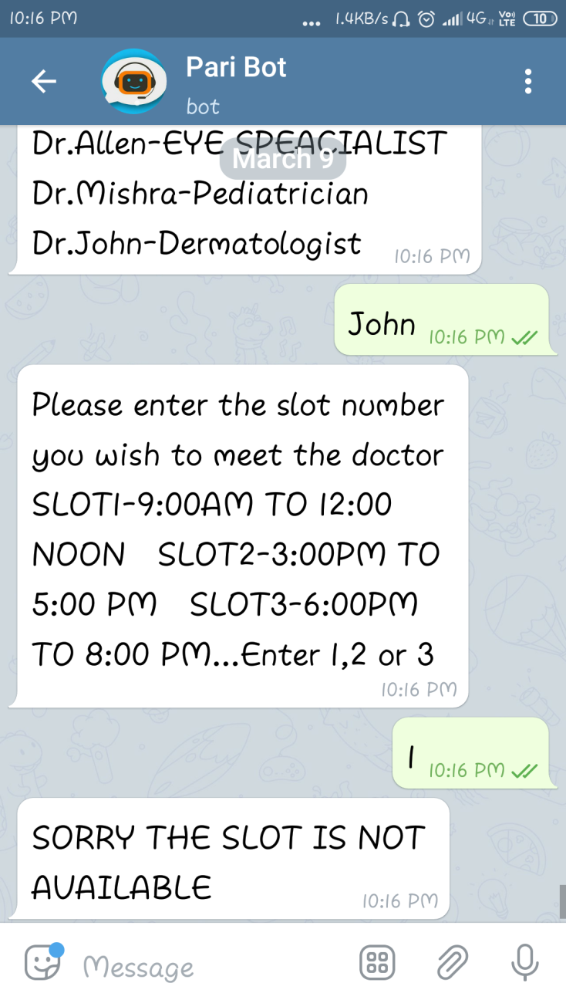 10:16 PM ... 1.4KB/s 4G Vo)) LTE 10
Pari Bot
bot
Dr.Allen-EYE SPEACIALIST
March 9
Dr.Mishra-Pediatrician
Dr.John-Dermatologist 10:16 PM
John 10:16 PM
Please enter the slot number
you wish to meet the doctor
SLOT1-9:00AM TO 12:00
NOON SLOT2-3:00PM TO
5:00 PM SLOT3-6:00PM
TO 8:00 PM...Enter 1,2 or 3
10:16 PM
1 10:16 PM
SORRY THE SLOT IS NOT
AVAILABLE 10:16 PM
Message